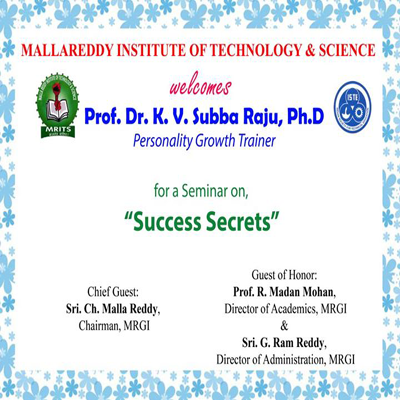 MALLAREDDY INSTITUTE OF TECHNOLOGY & SCIENCE
welcomes
Prof. Dr. K. V. Subba Raju, Ph.D
Personality Growth Trainer
MRITS
ISTE
for a Seminar on,
“Success Secrets”
Chief Guest:
Sri. Ch. Malla Reddy,
Chairman, MRGI
Guest of Honor:
Prof. R. Madan Mohan,
Director of Academics, MRGI
&
Sri. G. Ram Reddy,
Director of Administration, MRGI